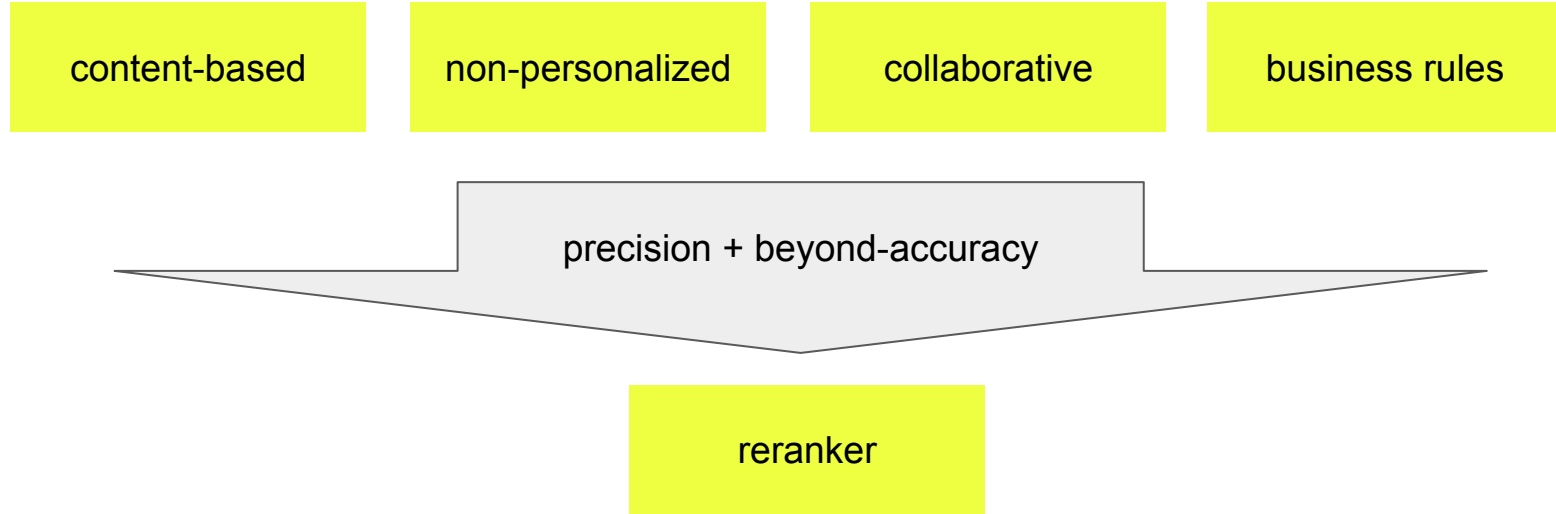 content-based
non-personalized
collaborative
business rules
precision + beyond-accuracy
reranker